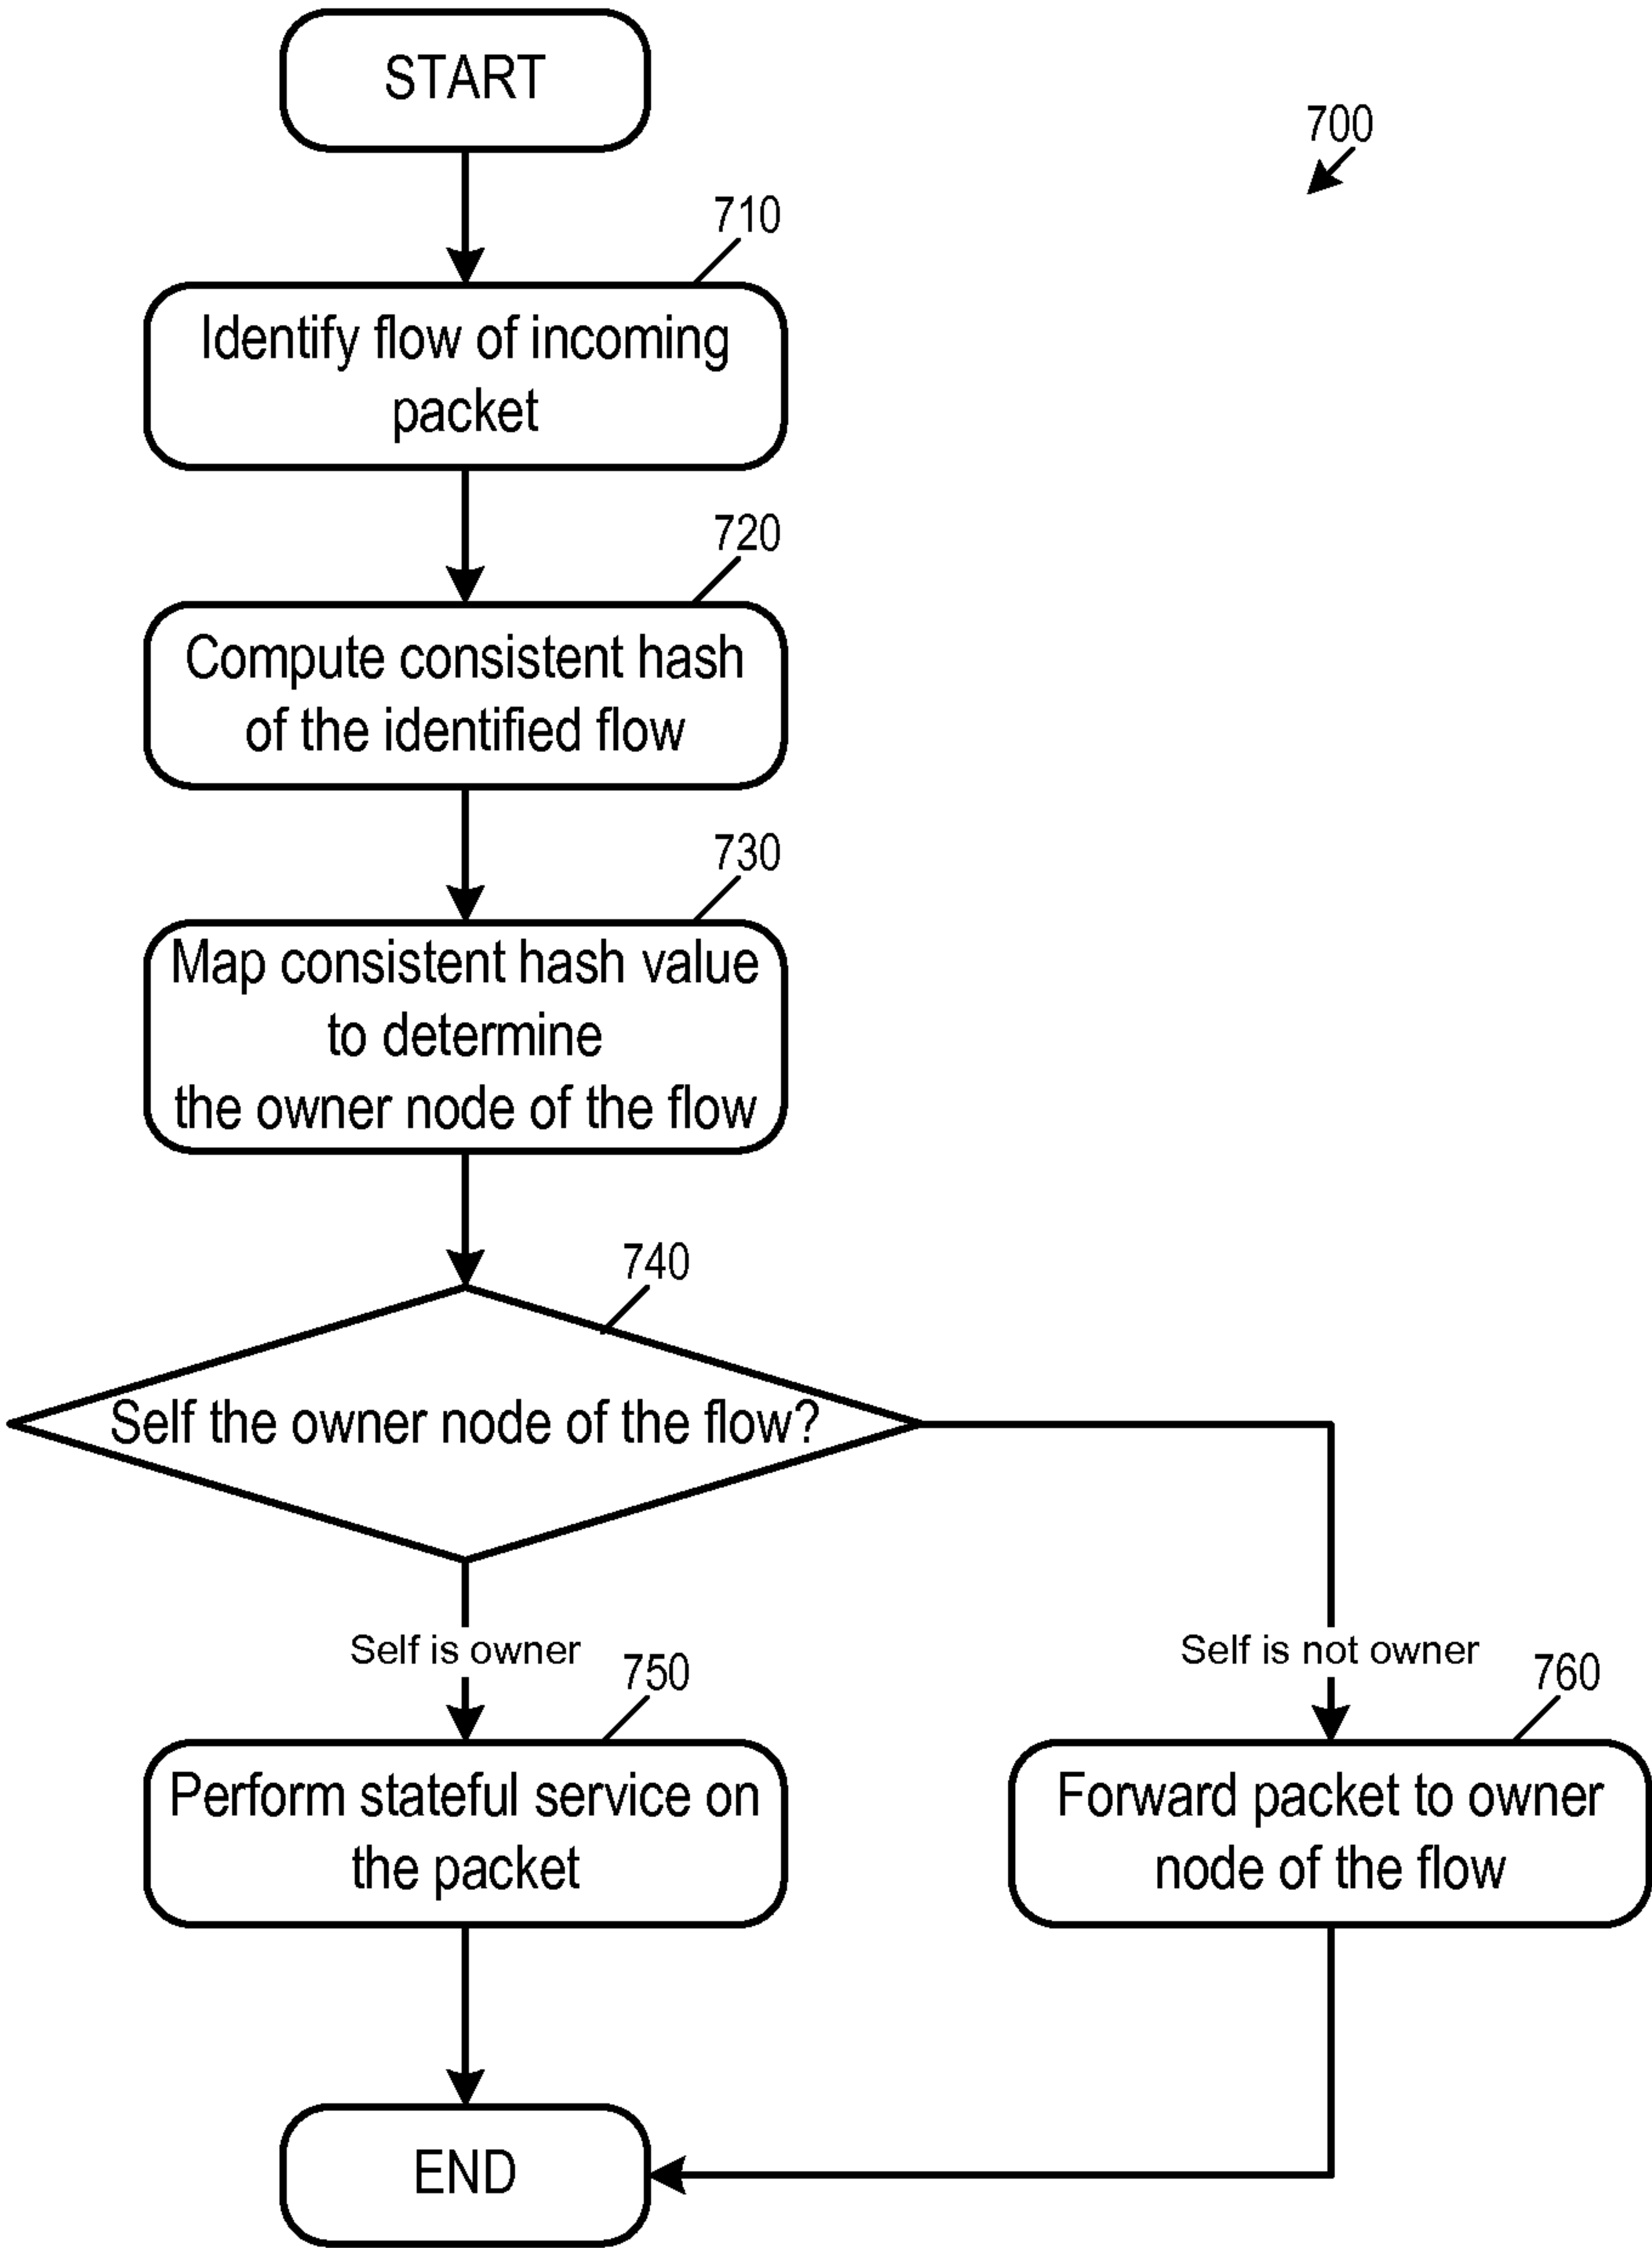 START
700
710
Identify flow of incoming
packet
720
Compute consistent hash
of the identified flow
730
Map consistent hash value
to determine
the owner node of the flow
740
Self the owner node of the flow?
Self is owner
Self is not owner
750
760
Perform stateful service on
the packet
Forward packet to owner
node of the flow
END